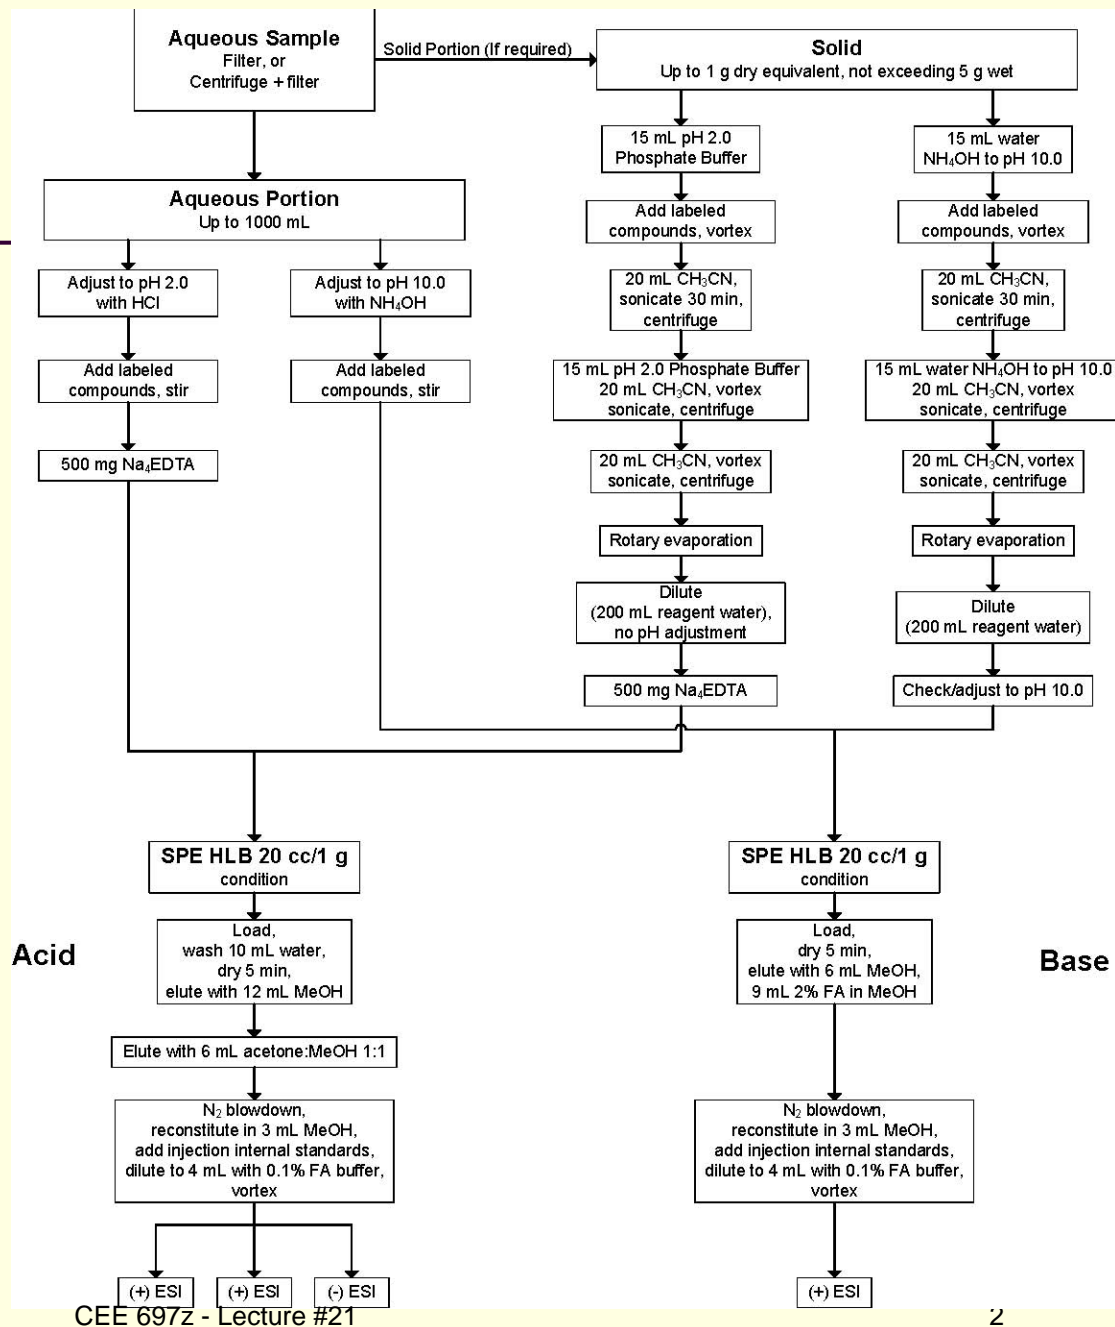 Aqueous Sample
Filter, or
Centrifuge + filter
Solid Portion (If required)
Solid
Up to 1 g dry equivalent, not exceeding 5 g wet
Aqueous Portion
Up to 1000 mL
Adjust to pH 2.0
with HCl
Add labeled
compounds, stir
500 mg Na₄EDTA
Adjust to pH 10.0
with NH₄OH
Add labeled
compounds, stir
15 mL pH 2.0
Phosphate Buffer
Add labeled
compounds, vortex
20 mL CH₃CN,
sonicate 30 min,
centrifuge
15 mL pH 2.0 Phosphate Buffer
20 mL CH₃CN, vortex
sonicate, centrifuge
20 mL CH₃CN, vortex
sonicate, centrifuge
Rotary evaporation
Dilute
(200 mL reagent water),
no pH adjustment
500 mg Na₄EDTA
15 mL water
NH₄OH to pH 10.0
Add labeled
compounds, vortex
20 mL CH₃CN,
sonicate 30 min,
centrifuge
15 mL water NH₄OH to pH 10.0
20 mL CH₃CN, vortex
sonicate, centrifuge
20 mL CH₃CN, vortex
sonicate, centrifuge
Rotary evaporation
Dilute
(200 mL reagent water)
Check/adjust to pH 10.0
Acid
SPE HLB 20 cc/1 g
condition
Load,
wash 10 mL water,
dry 5 min,
elute with 12 mL MeOH
Elute with 6 mL acetone:MeOH 1:1
N₂ blowdown,
reconstitute in 3 mL MeOH,
add injection internal standards,
dilute to 4 mL with 0.1% FA buffer,
vortex
(+) ESI
(+) ESI
(-) ESI
Base
SPE HLB 20 cc/1 g
condition
Load,
dry 5 min,
elute with 6 mL MeOH,
9 mL 2% FA in MeOH
N₂ blowdown,
reconstitute in 3 mL MeOH,
add injection internal standards,
dilute to 4 mL with 0.1% FA buffer,
vortex
(+) ESI
CEE 697z - Lecture #21
2